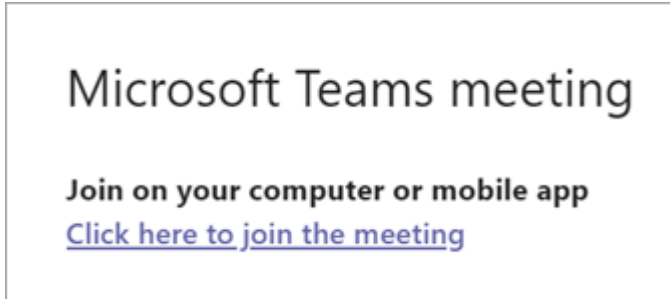 Microsoft Teams meeting
Join on your computer or mobile app
Click here to join the meeting